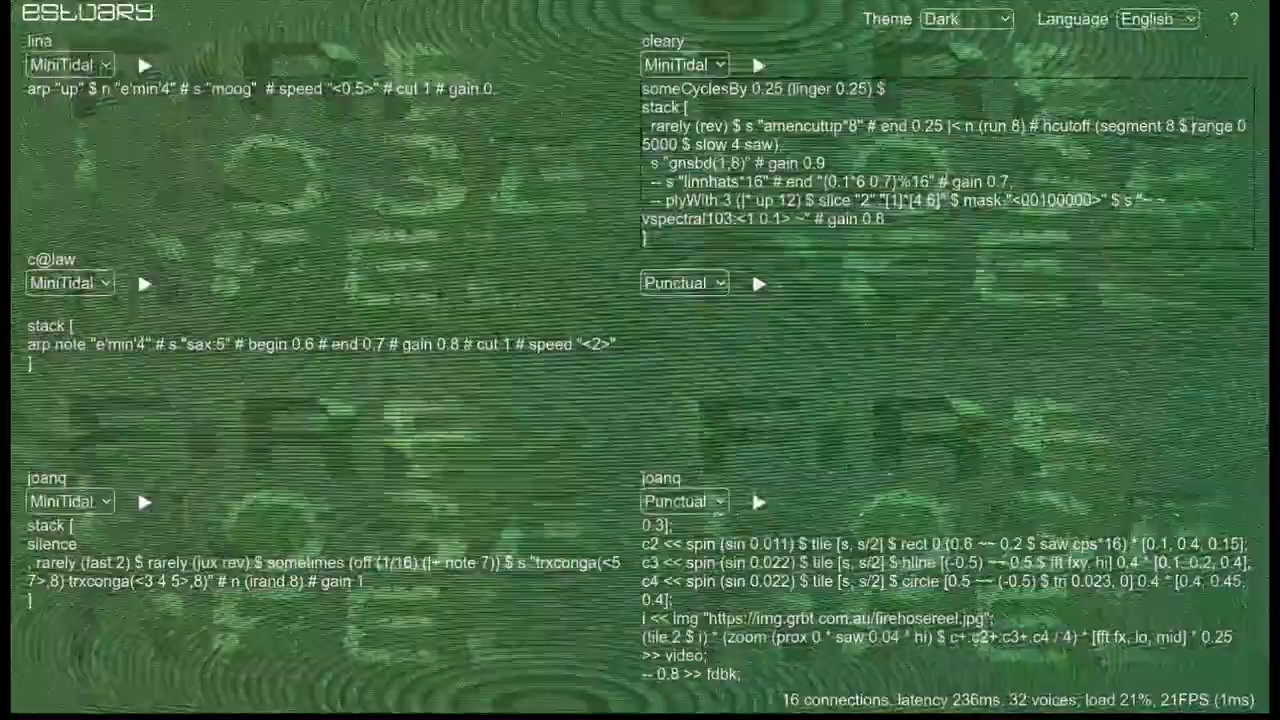 estuary
Theme Dark Language English ?
lina
MiniTidal
arp "up" $ n "e'min'4" # s "moog" # speed "<0.5>" # cut 1 # gain 0.
cleary
MiniTidal
someCyclesBy 0.25 (linger 0.25) $
stack [
rarely (rev) $ s "amencutup*8" # end 0.25 |< n (run 8) # hcutoff (segment 8 $ range 0
5000 $ slow 4 saw),
s "gnsbd(1,8)" # gain 0.9
-- s "linnhats*16" # end "(0.1*6 0.7)%16" # gain 0.7,
-- plyWith 3 (|* up 12) $ slice "2" "[1]*[4 6]" $ mask "<00100000>" $ s "~ ~
vspectral103:<1 0 1> ~" # gain 0.8
]
c@law
MiniTidal
stack [
arp note "e'min'4" # s "sax:5" # begin 0.6 # end 0.7 # gain 0.8 # cut 1 # speed "<2>"
]
Punctual
joanq
MiniTidal
stack [
silence
, rarely (fast 2) $ rarely (jux rev) $ sometimes (off (1/16) (|+ note 7)) $ s "trxconga(<5
7>,8) trxconga(<3 4 5>,8)" # n (irand 8) # gain 1
]
joanq
Punctual
0.3];
c2 << spin (sin 0.011) $ tile [s, s/2] $ rect 0 (0.6 ~~ 0.2 $ saw cps*16) * [0.1, 0.4, 0.15];
c3 << spin (sin 0.022) $ tile [s, s/2] $ hline [(-0.5) ~~ 0.5 $ ifft fxy, hi] 0.4 * [0.1, 0.2, 0.4];
c4 << spin (sin 0.022) $ tile [s, s/2] $ circle [0.5 ~~ (-0.5) $ tri 0.023, 0] 0.4 * [0.4, 0.45,
0.4];
i << img "https://img.grbt.com.au/firehosereel.jpg";
(tile 2 $ i) * (zoom (prox 0 * saw 0.04 * hi) $ c+.c2+.c3+.c4 / 4) * [fft fx, lo, mid] * 0.25
>> video;
-- 0.8 >> fdbk;
16 connections, latency 236ms, 32 voices, load 21%, 21FPS (1ms)